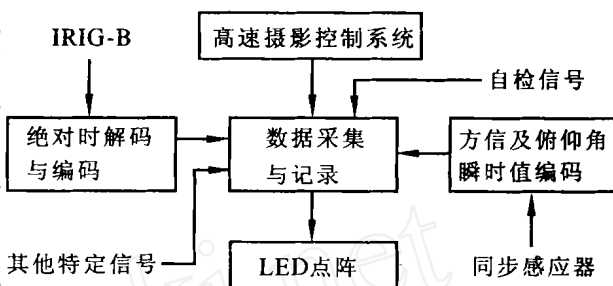 IRIG-B
高速摄影控制系统
自检信号
绝对时解码
与编码
数据采集
与记录
方信及俯仰角
瞬时值编码
其他特定信号
LED点阵
同步感应器